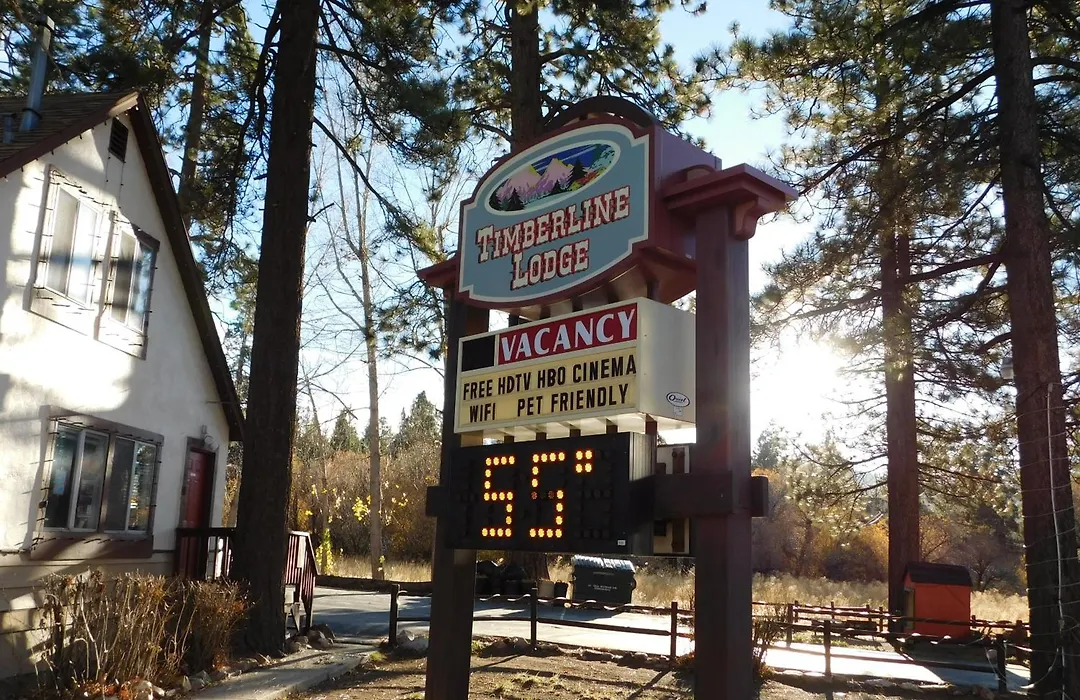 TIMBERLINE
LODGE
VACANCY
FREE HDTV HBO CINEMA
WIFI PET FRIENDLY
55°